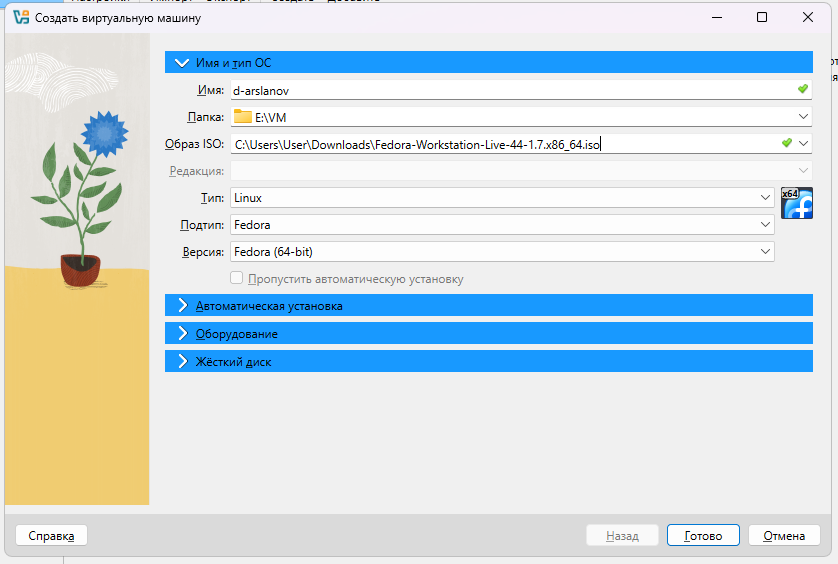 Создать виртуальную машину
Имя и тип ОС
Имя: d-arslanov
Папка: E:\VM
Образ ISO: C:\Users\User\Downloads\Fedora-Workstation-Live-44-1.7.x86_64.iso
Редакция:
Тип: Linux
x64
Подтип: Fedora
Версия: Fedora (64-bit)
Пропустить автоматическую установку
Автоматическая установка
Оборудование
Жёсткий диск
Справка
Назад
Готово
Отмена